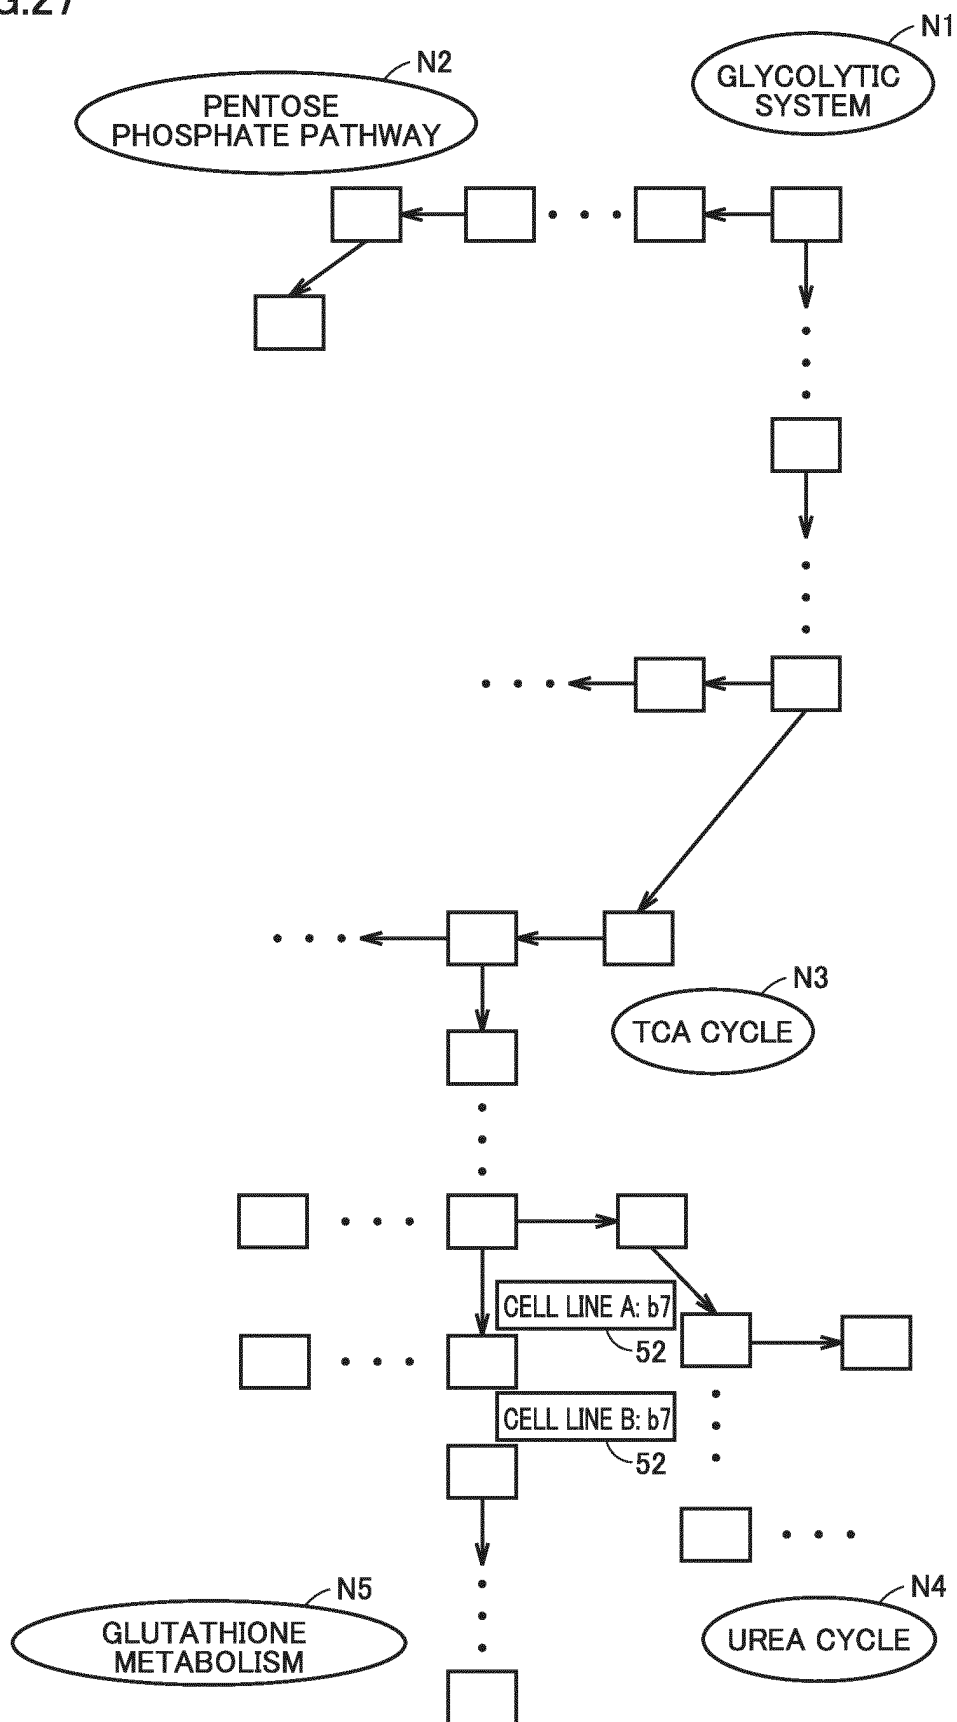 N1
GLYCOLYTIC
SYSTEM
N2
PENTOSE
PHOSPHATE PATHWAY
N3
TCA CYCLE
CELL LINE A: b7
52
CELL LINE B: b7
52
N5
GLUTATHIONE
METABOLISM
N4
UREA CYCLE